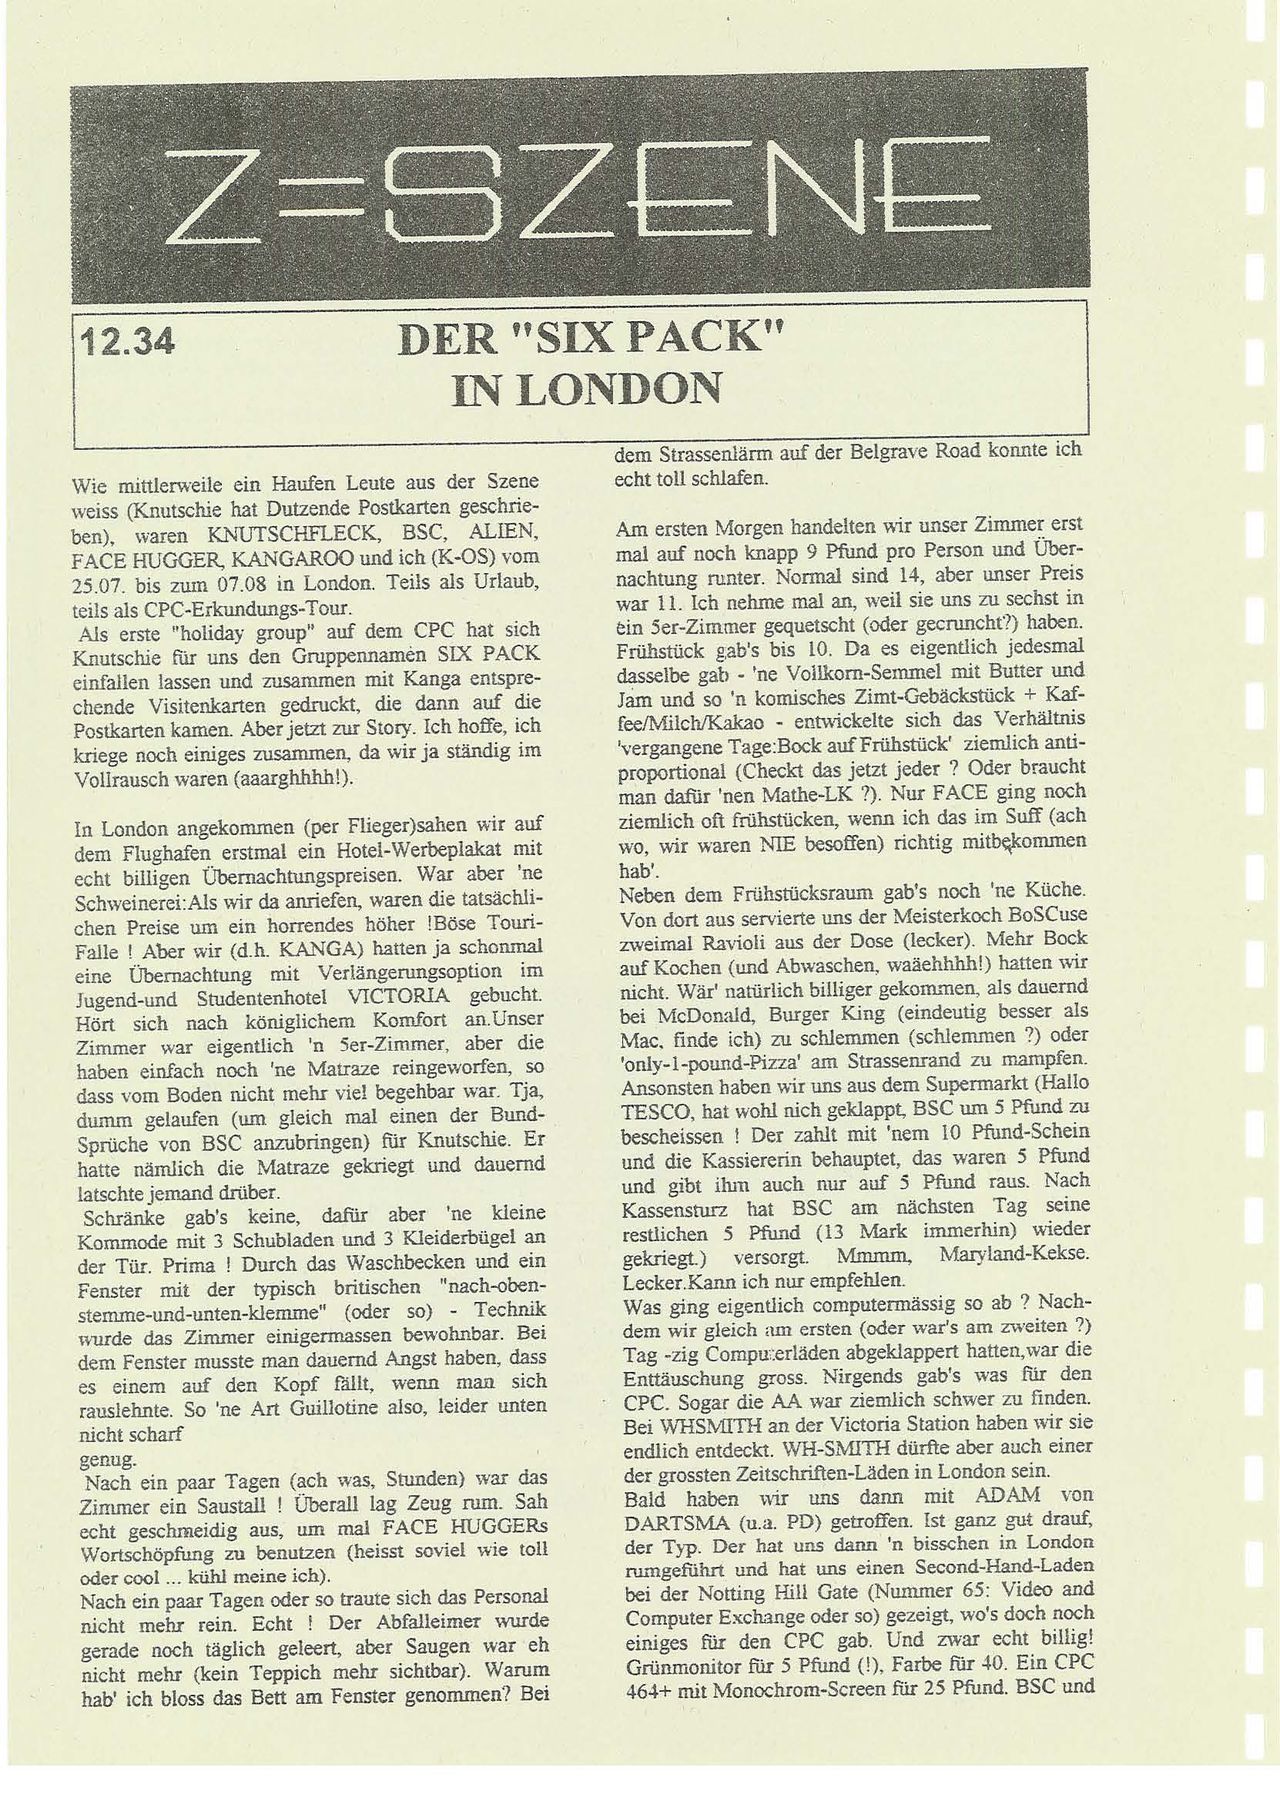 Z=SZENE
12.34
DER "SIX PACK"
IN LONDON
Wie mittlerweile ein Haufen Leute aus der Szene
weiss (Knutschie hat Dutzende Postkarten geschrie-
ben), waren KNUTSCHFLECK, BSC, ALIEN,
FACE HUGGER, KANGAROO und ich (K-OS) vom
25.07. bis zum 07.08 in London. Teils als Urlaub,
teils als CPC-Erkundungs-Tour.
Als erste "holiday group" auf dem CPC hat sich
Knutschie für uns den Gruppennamen SIX PACK
einfallen lassen und zusammen mit Kanga entspre-
chende Visitenkarten gedruckt, die dann auf die
Postkarten kamen. Aber jetzt zur Story. Ich hoffe, ich
kriege noch einiges zusammen, da wir ja ständig im
Vollrausch waren (aaarghhhh!).
In London angekommen (per Flieger)sahen wir auf
dem Flughafen erstmal ein Hotel-Werbeplakat mit
echt billigen Übernachtungspreisen. War aber 'ne
Schweinerei:Als wir da anriefen, waren die tatsächli-
chen Preise um ein horrendes höher !Böse Touri-
Falle ! Aber wir (d.h. KANGA) hatten ja schonmal
eine Übernachtung mit Verlängerungsoption im
Jugend-und Studentenhotel VICTORIA gebucht.
Hört sich nach königlichem Komfort an.Unser
Zimmer war eigentlich 'n 5er-Zimmer, aber die
haben einfach noch 'ne Matraze reingeworfen, so
dass vom Boden nicht mehr viel begehbar war. Tja,
dumm gelaufen (um gleich mal einen der Bund-
Sprüche von BSC anzubringen) für Knutschie. Er
hatte nämlich die Matraze gekriegt und dauernd
latschte jemand drüber.
Schränke gab's keine, dafür aber 'ne kleine
Kommode mit 3 Schubladen und 3 Kleiderbügel an
der Tür. Prima ! Durch das Waschbecken und ein
Fenster mit der typisch britischen "nach-oben-
stemme-und-unten-klemme" (oder so) - Technik
wurde das Zimmer einigermassen bewohnbar. Bei
dem Fenster musste man dauernd Angst haben, dass
es einem auf den Kopf fällt, wenn man sich
rauslehnte. So 'ne Art Guillotine also, leider unten
nicht scharf
genug.
Nach ein paar Tagen (ach was, Stunden) war das
Zimmer ein Saustall ! Überall lag Zeug rum. Sah
echt geschmeidig aus, um mal FACE HUGGERs
Wortschöpfung zu benutzen (heisst soviel wie toll
oder cool ... kühl meine ich).
Nach ein paar Tagen oder so traute sich das Personal
nicht mehr rein. Echt ! Der Abfalleimer wurde
gerade noch täglich geleert, aber Saugen war eh
nicht mehr (kein Teppich mehr sichtbar). Warum
hab' ich bloss das Bett am Fenster genommen? Bei
dem Strassenlärm auf der Belgrave Road konnte ich
echt toll schlafen.
Am ersten Morgen handelten wir unser Zimmer erst
mal auf noch knapp 9 Pfund pro Person und Über-
nachtung runter. Normal sind 14, aber unser Preis
war 11. Ich nehme mal an, weil sie uns zu sechst in
ein 5er-Zimmer gequetscht (oder gecruncht?) haben.
Frühstück gab's bis 10. Da es eigentlich jedesmal
dasselbe gab - 'ne Vollkorn-Semmel mit Butter und
Jam und so 'n komisches Zimt-Gebäckstück + Kaf-
fee/Milch/Kakao - entwickelte sich das Verhältnis
'vergangene Tage:Bock auf Frühstück' ziemlich anti-
proportional (Checkt das jetzt jeder ? Oder braucht
man dafür 'nen Mathe-LK ?). Nur FACE ging noch
ziemlich oft frühstücken, wenn ich das im Suff (ach
wo, wir waren NIE besoffen) richtig mitbekommen
hab'.
Neben dem Frühstücksraum gab's noch 'ne Küche.
Von dort aus servierte uns der Meisterkoch BoSCuse
zweimal Ravioli aus der Dose (lecker). Mehr Bock
auf Kochen (und Abwaschen, waäehhhh!) hatten wir
nicht. Wär' natürlich billiger gekommen, als dauernd
bei McDonald, Burger King (eindeutig besser als
Mac, finde ich) zu schlemmen (schlemmen ?) oder
'only-1-pound-Pizza' am Strassenrand zu mampfen.
Ansonsten haben wir uns aus dem Supermarkt (Hallo
TESCO, hat wohl nich geklappt, BSC um 5 Pfund zu
bescheissen ! Der zahlt mit 'nem 10 Pfund-Schein
und die Kassiererin behauptet, das waren 5 Pfund
und gibt ihm auch nur auf 5 Pfund raus. Nach
Kassensturz hat BSC am nächsten Tag seine
restlichen 5 Pfund (13 Mark immerhin) wieder
gekriegt.) versorgt. Mmmm, Maryland-Kekse.
Lecker.Kann ich nur empfehlen.
Was ging eigentlich computermässig so ab ? Nach-
dem wir gleich am ersten (oder war's am zweiten ?)
Tag -zig Computerläden abgeklappert hatten,war die
Enttäuschung gross. Nirgends gab's was für den
CPC. Sogar die AA war ziemlich schwer zu finden.
Bei WHSMITH an der Victoria Station haben wir sie
endlich entdeckt. WH-SMITH dürfte aber auch einer
der grossten Zeitschriften-Läden in London sein.
Bald haben wir uns dann mit ADAM von
DARTSMA (u.a. PD) getroffen. Ist ganz gut drauf,
der Typ. Der hat uns dann 'n bisschen in London
rumgeführt und hat uns einen Second-Hand-Laden
bei der Notting Hill Gate (Nummer 65: Video and
Computer Exchange oder so) gezeigt, wo's doch noch
einiges für den CPC gab. Und zwar echt billig!
Grünmonitor für 5 Pfund (!), Farbe für 40. Ein CPC
464+ mit Monochrom-Screen für 25 Pfund. BSC und